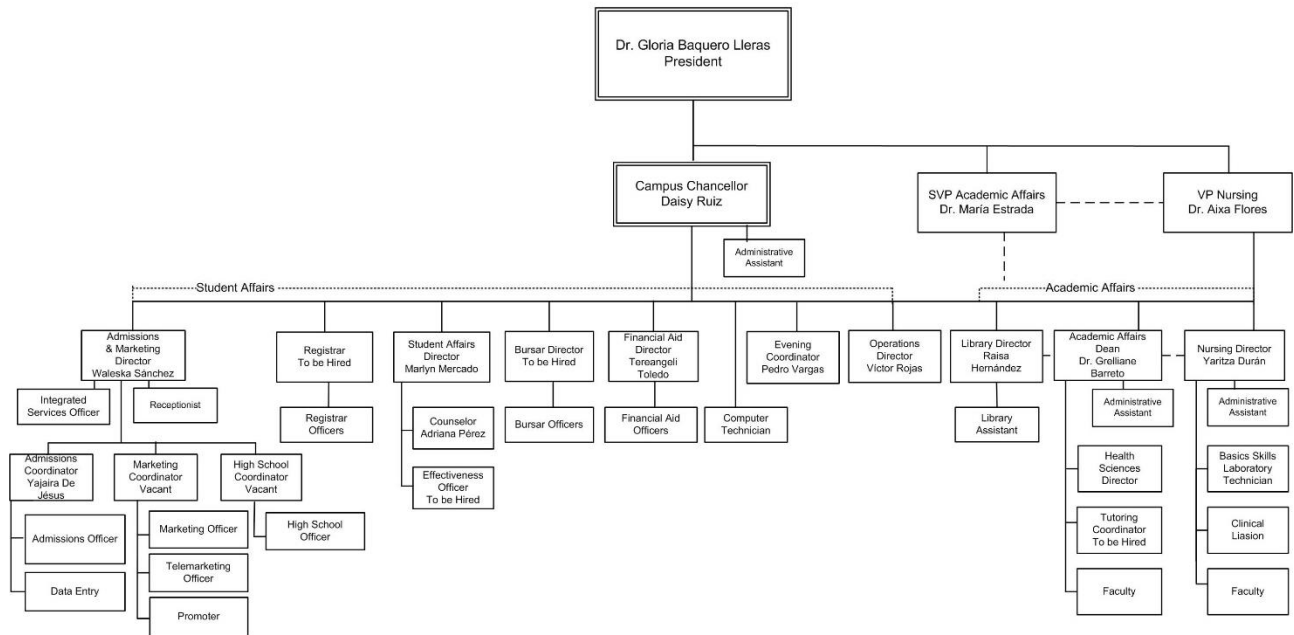 Dr. Gloria Baquero Lleras
President
Campus Chancellor
Daisy Ruiz
SVP Academic Affairs
Dr. María Estrada
VP Nursing
Dr. Aixa Flores
Administrative
Assistant
Student Affairs
Academic Affairs
Admissions
& Marketing
Director
Waleska Sánchez
Registrar
To be Hired
Student Affairs
Director
Marlyn Mercado
Bursar Director
To be Hired
Financial Aid
Director
Tereangeli
Toledo
Evening
Coordinator
Pedro Vargas
Operations
Director
Víctor Rojas
Library Director
Raisa
Hernández
Academic Affairs
Dean
Dr. Grelliane
Barreto
Nursing Director
Yaritza Durán
Integrated
Services Officer
Receptionist
Registrar
Officers
Counselor
Adriana Pérez
Bursar Officers
Financial Aid
Officers
Computer
Technician
Library
Assistant
Administrative
Assistant
Administrative
Assistant
Admissions
Coordinator
Yajaira De
Jésus
Marketing
Coordinator
Vacant
High School
Coordinator
Vacant
Effectiveness
Officer
To be Hired
Health
Sciences
Director
Basics Skills
Laboratory
Technician
Admissions Officer
Marketing Officer
High School
Officer
Tutoring
Coordinator
To be Hired
Clinical
Liasion
Data Entry
Telemarketing
Officer
Promoter
Faculty
Faculty